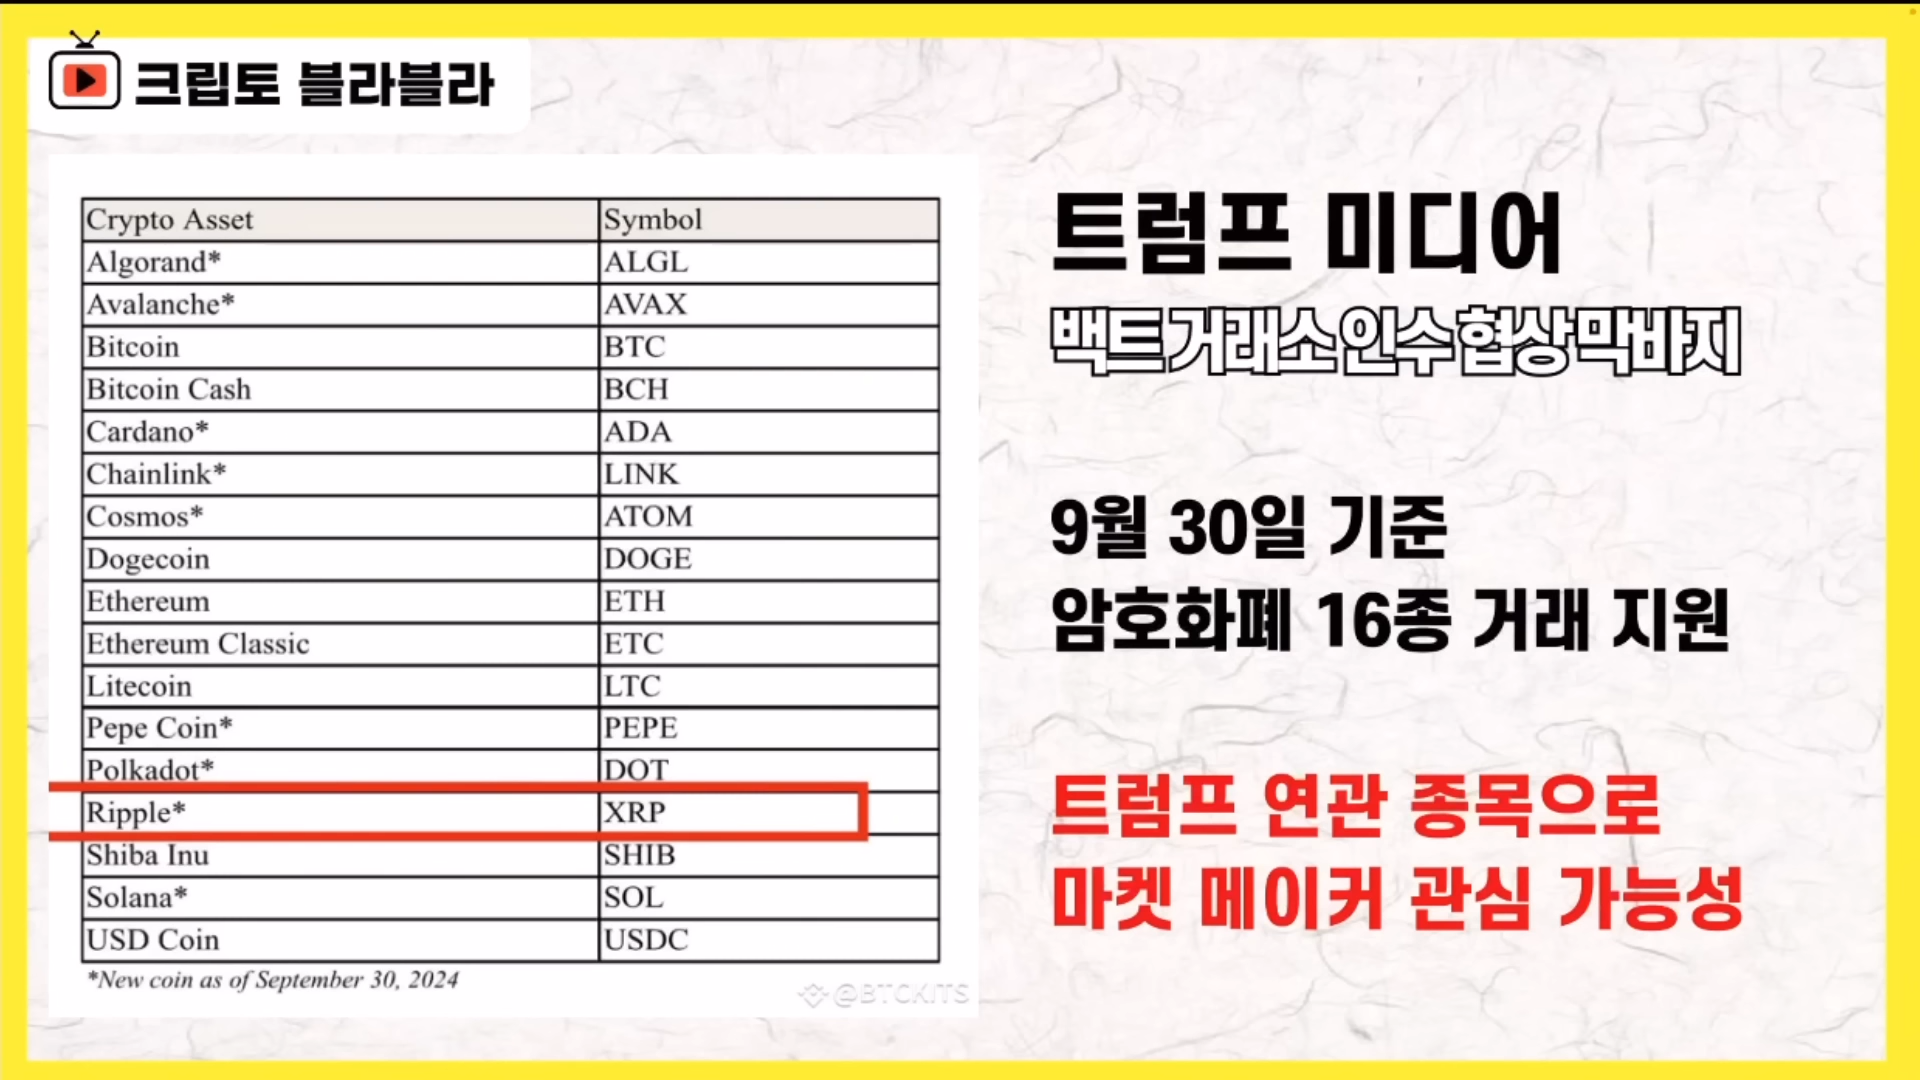 크립토 블라블라
Crypto Asset Symbol
Algorand* ALGL
Avalanche* AVAX
Bitcoin BTC
Bitcoin Cash BCH
Cardano* ADA
Chainlink* LINK
Cosmos* ATOM
Dogecoin DOGE
Ethereum ETH
Ethereum Classic ETC
Litecoin LTC
Pepe Coin* PEPE
Polkadot* DOT
Ripple* XRP
Shiba Inu SHIB
Solana* SOL
USD Coin USDC
*New coin as of September 30, 2024
@BTCKITS
트럼프 미디어
백트 거래소 인수 협상 막바지
9월 30일 기준
암호화폐 16종 거래 지원
트럼프 연관 종목으로
마켓 메이커 관심 가능성